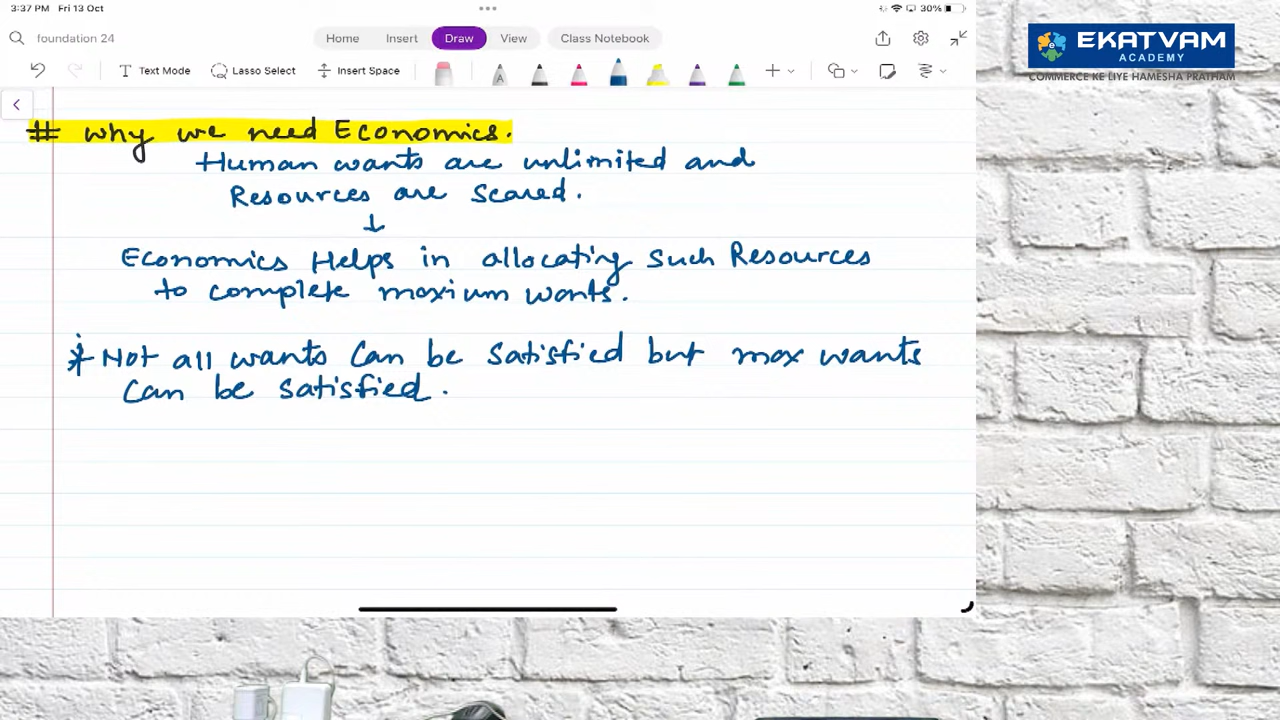 3:37 PM Fri 13 Oct
30%
foundation 24
Home Insert Draw View Class Notebook
Text Mode Lasso Select Insert Space
# Why we need Economics.
Human wants are unlimited and
Resources are Scared.
↓
Economics Helps in allocating such Resources
to complete maxium wants.
* Not all wants can be satisfied but max wants
can be satisfied.
EKATVAM
ACADEMY
COMMERCE KE LIYE HAMESHA PRATHAM